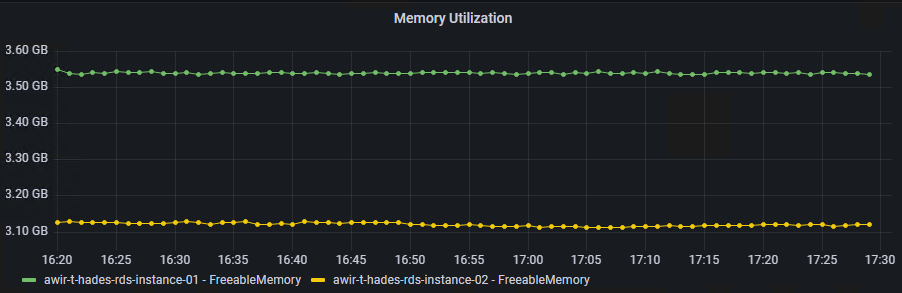 Memory Utilization
3.60 GB
3.50 GB
3.40 GB
3.30 GB
3.20 GB
3.10 GB
16:20 16:25 16:30 16:35 16:40 16:45 16:50 16:55 17:00 17:05 17:10 17:15 17:20 17:25 17:30
awir-t-hades-rds-instance-01 - FreeableMemory awir-t-hades-rds-instance-02 - FreeableMemory